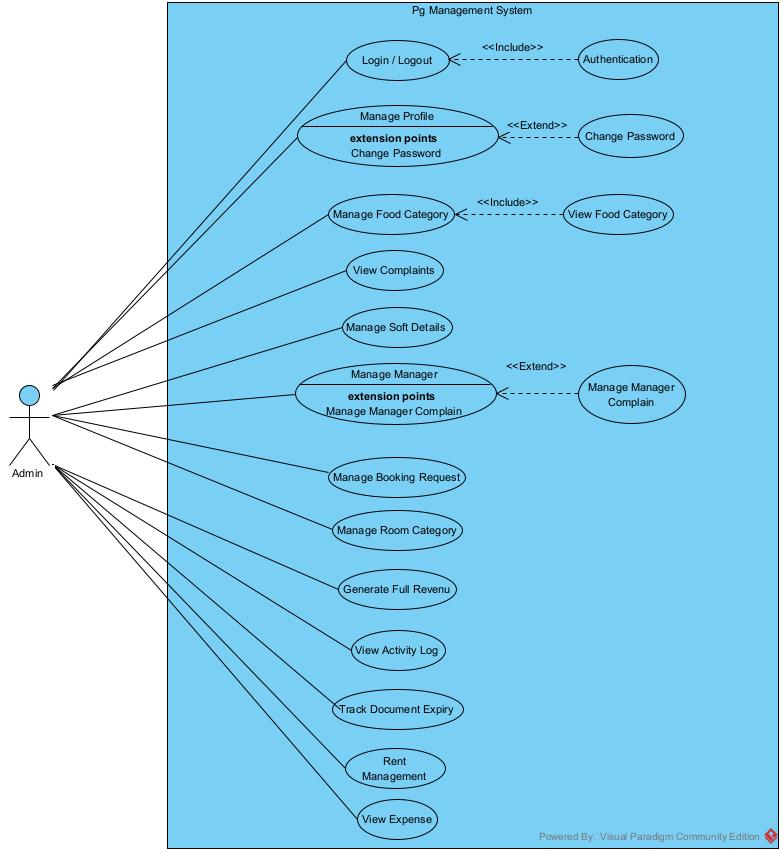 Pg Management System
<<Include>>
Login / Logout
Authentication
Manage Profile
<<Extend>>
extension points
Change Password
Change Password
<<Include>>
Manage Food Category
View Food Category
View Complaints
Manage Soft Details
<<Extend>>
Manage Manager
extension points
Manage Manager Complain
Manage Manager
Complain
Admin
Manage Booking Request
Manage Room Category
Generate Full Revenu
View Activity Log
Track Document Expiry
Rent
Management
View Expense
Powered By: Visual Paradigm Community Edition